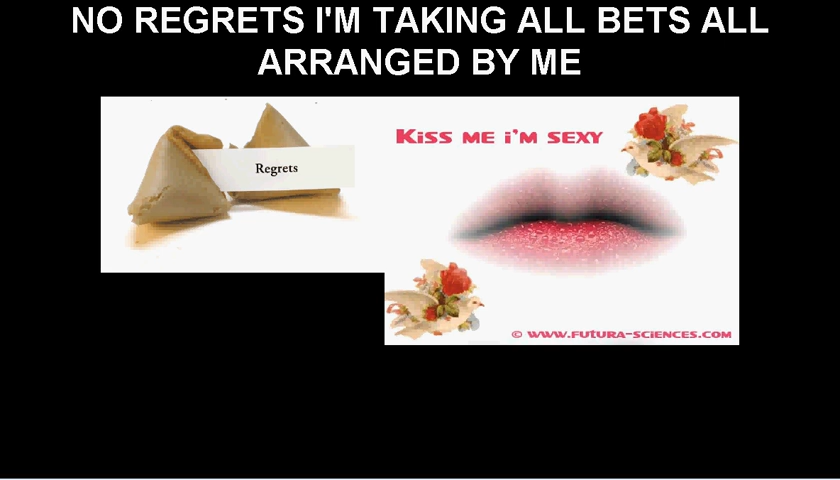 NO REGRETS I'M TAKING ALL BETS ALL
ARRANGED BY ME
Regrets
KiSS ME i'M SEXY
© WWW.FUTURA-SCIENCES.COM